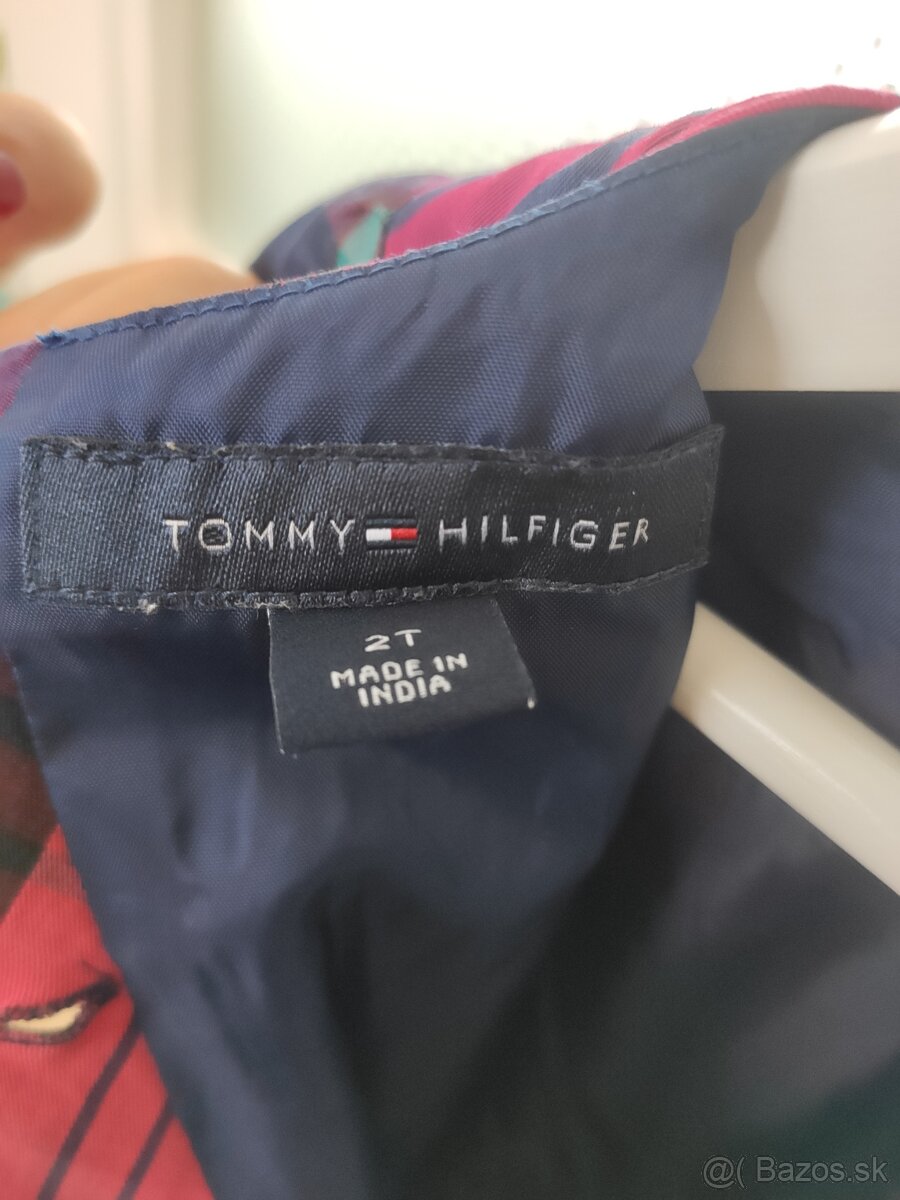 TOMMY HILFIGER
2T
MADE IN
INDIA
@( Bazos.sk